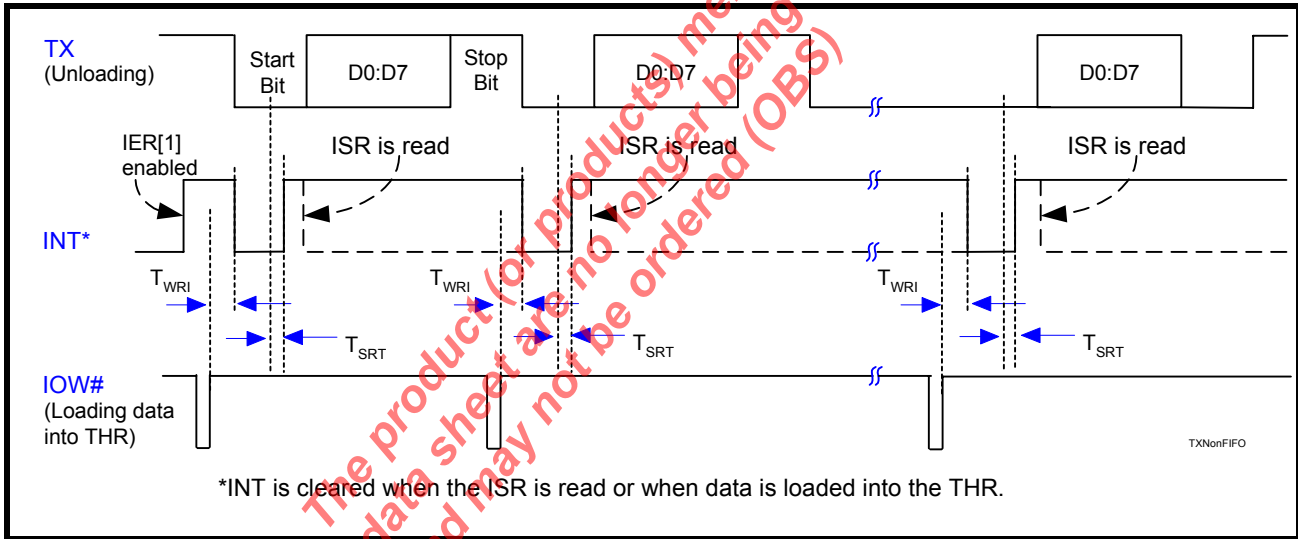 TX
(Unloading)
Start
Bit
D0:D7
Stop
Bit
D0:D7
D0:D7
IER[1]
enabled
ISR is read
ISR is read
ISR is read
INT*
TWRI
TWRI
TWRI
TSRT
TSRT
TSRT
IOW#
(Loading data
into THR)
TXNonFIFO
*INT is cleared when the ISR is read or when data is loaded into the THR.
The product (or products)
data sheet are no longer being
may not be ordered (OBS)